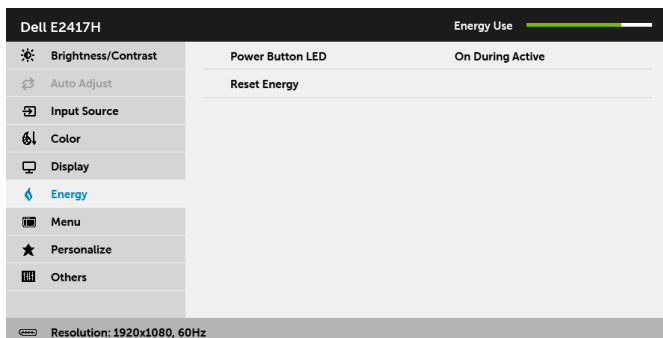 Dell E2417H Energy Use
Brightness/Contrast Power Button LED On During Active
Auto Adjust Reset Energy
Input Source
Color
Display
Energy
Menu
Personalize
Others
Resolution: 1920x1080, 60Hz